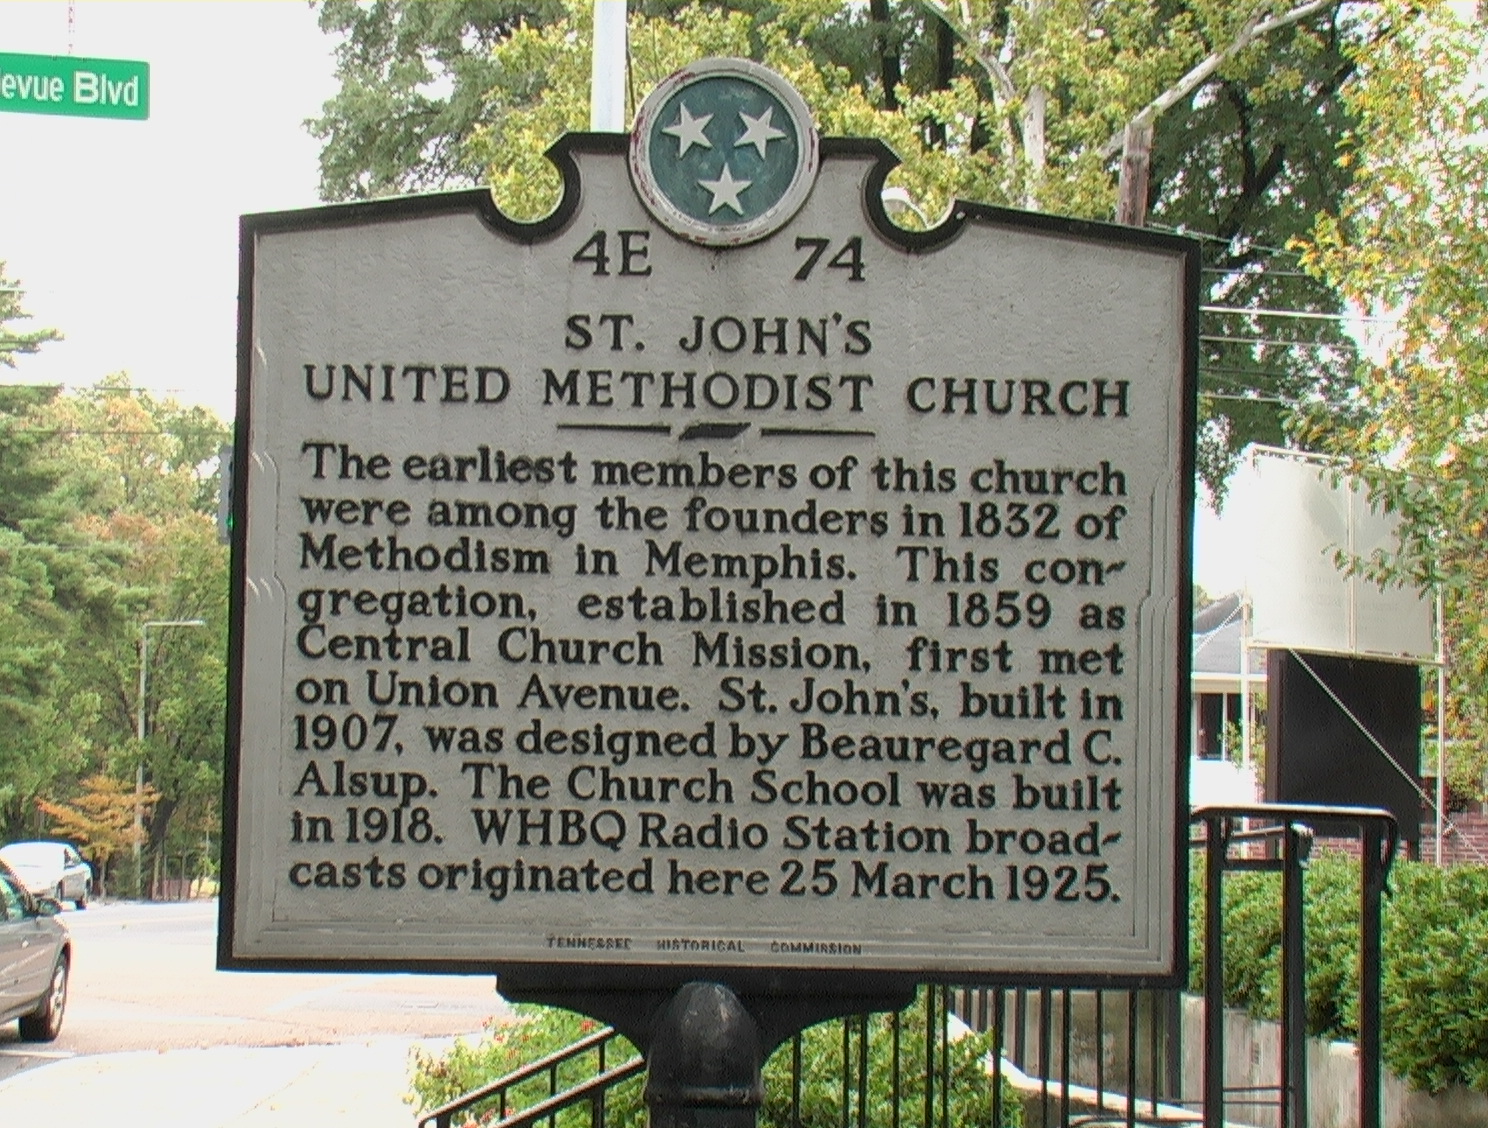 evue Blvd
4E 74
ST. JOHN'S
UNITED METHODIST CHURCH
The earliest members of this church
were among the founders in 1832 of
Methodism in Memphis. This con-
gregation, established in 1859 as
Central Church Mission, first met
on Union Avenue. St. John's, built in
1907, was designed by Beauregard C.
Alsup. The Church School was built
in 1918. WHBQ Radio Station broad-
casts originated here 25 March 1925.
TENNESSEE HISTORICAL COMMISSION